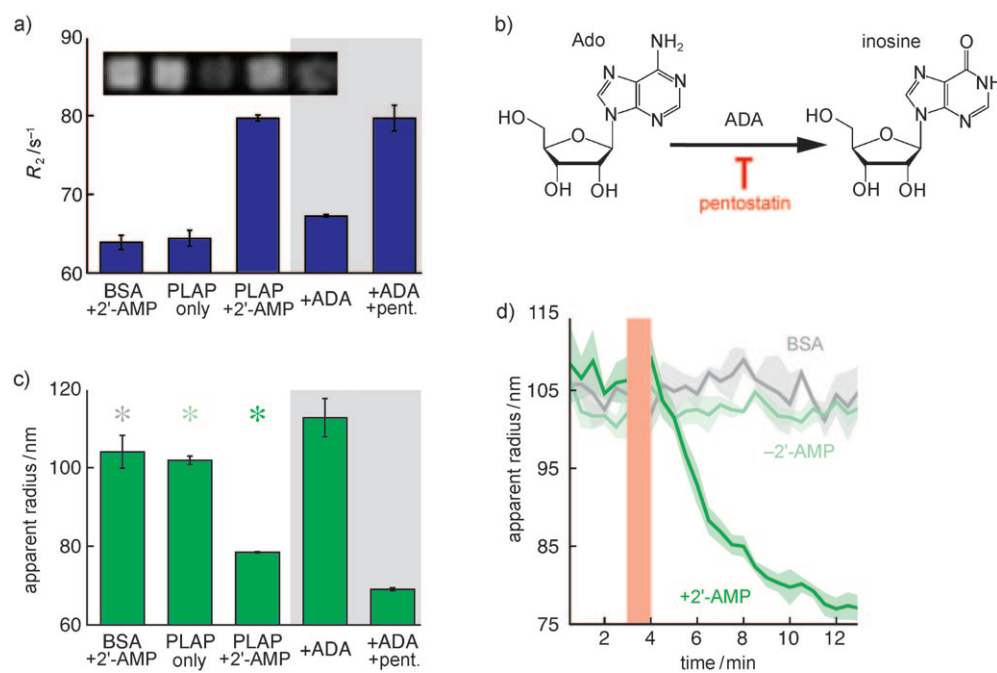 a)
90
80
70
60
R₂/s⁻¹
BSA
+2'-AMP
PLAP
only
PLAP
+2'-AMP
+ADA
+ADA
+pent.
b)
Ado
NH₂
N
N
N
N
HO
O
OH
OH
ADA
pentostatin
inosine
O
N
NH
N
N
HO
O
OH
OH
c)
120
100
80
60
apparent radius/nm
* * *
BSA
+2'-AMP
PLAP
only
PLAP
+2'-AMP
+ADA
+ADA
+pent.
d)
115
105
95
85
75
apparent radius/nm
BSA
–2'-AMP
+2'-AMP
2 4 6 8 10 12
time/min